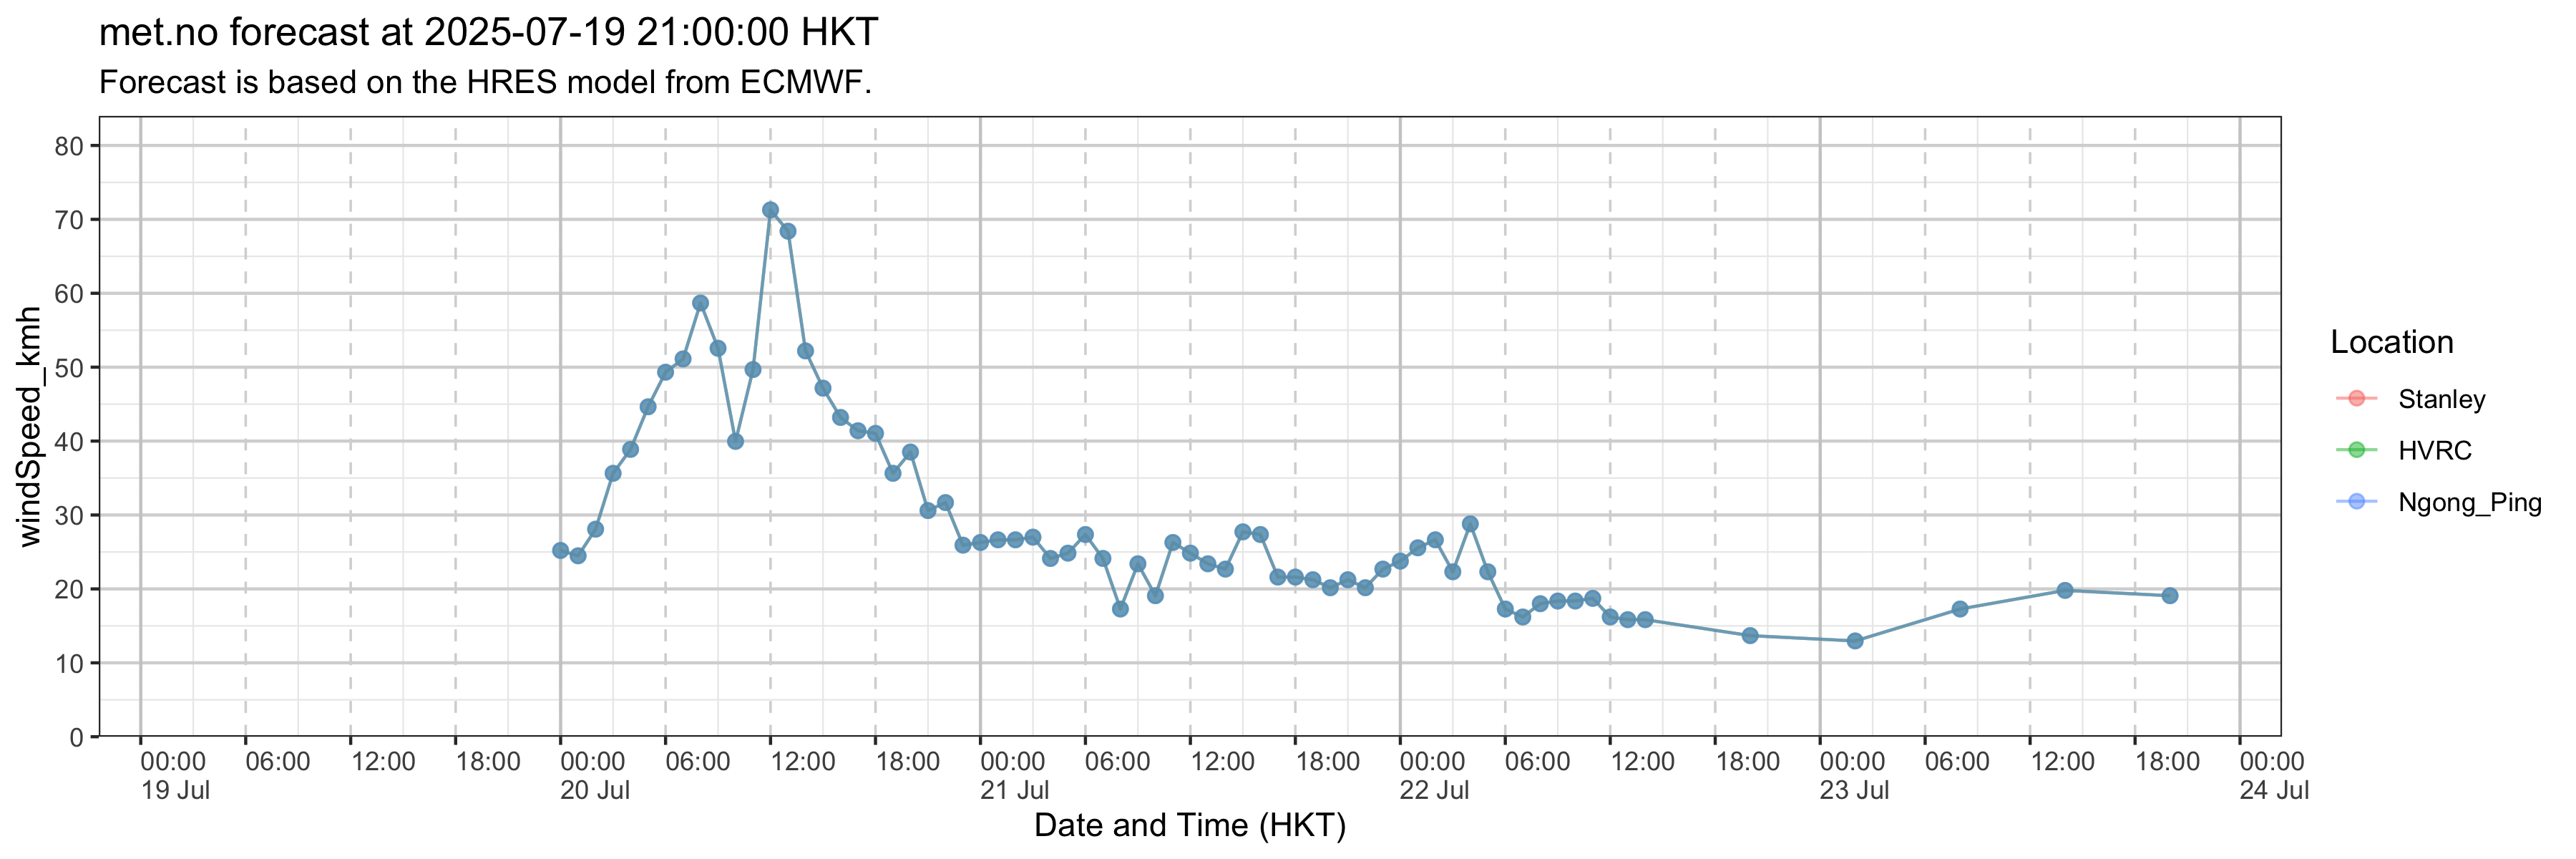 met.no forecast at 2025-07-19 21:00:00 HKT
Forecast is based on the HRES model from ECMWF.
80
70
60
50
40
30
20
10
0
windSpeed_kmh
00:00 06:00 12:00 18:00 00:00 06:00 12:00 18:00 00:00 06:00 12:00 18:00 00:00 06:00 12:00 18:00 00:00 06:00 12:00 18:00 00:00
19 Jul 20 Jul 21 Jul 22 Jul 23 Jul 24 Jul
Date and Time (HKT)
Location
Stanley
HVRC
Ngong_Ping